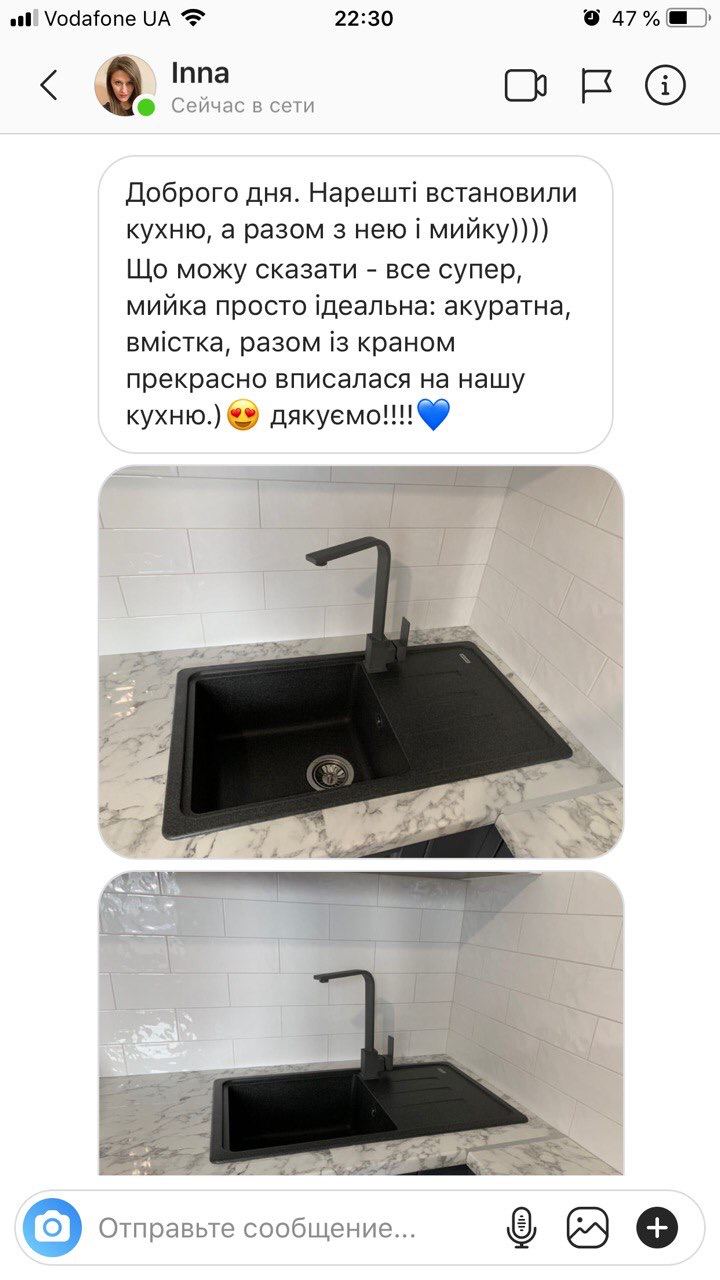 Vodafone UA
22:30
47 %
Inna
Сейчас в сети
Доброго дня. Нарешті встановили
кухню, а разом з нею і мийку))))
Що можу сказати - все супер,
мийка просто ідеальна: акуратна,
вмістка, разом із краном
прекрасно вписалася на нашу
кухню.)😍 дякуємо!!!!💙
Отправьте сообщение...